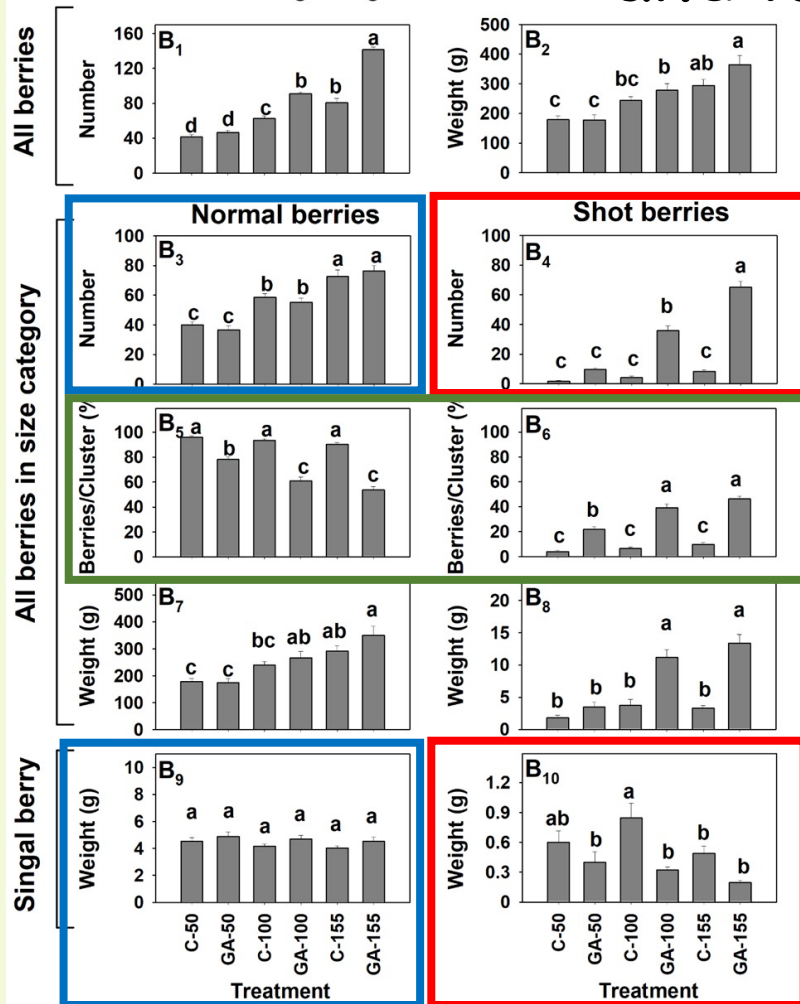 All berries
B1
Number
160
120
80
40
0
d
d
c
b
b
a
B2
Weight (g)
500
400
300
200
100
0
c
c
bc
b
ab
a
All berries in size category
Normal berries
Shot berries
B3
Number
100
80
60
40
20
0
c
c
b
b
a
a
B4
Number
100
80
60
40
20
0
c
c
c
b
c
a
B5
Berries/Cluster (%
100
80
60
40
20
0
a
b
a
c
a
c
B6
Berries/Cluster (%
100
80
60
40
20
0
c
b
c
a
c
a
B7
Weight (g)
500
400
300
200
100
0
c
c
bc
ab
ab
a
B8
Weight (g)
20
15
10
5
0
b
b
b
a
b
a
Singal berry
B9
Weight (g)
10
8
6
4
2
0
a
a
a
a
a
a
C-50
GA-50
C-100
GA-100
C-155
GA-155
Treatment
B10
Weight (g)
1.2
0.9
0.6
0.3
0
ab
b
a
b
b
b
C-50
GA-50
C-100
GA-100
C-155
GA-155
Treatment